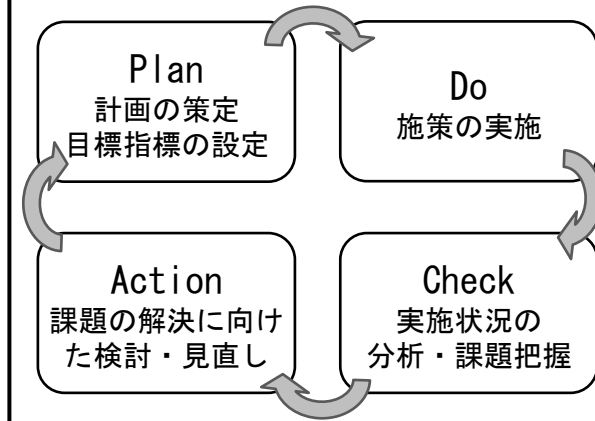 Plan
計画の策定
目標指標の設定
Do
施策の実施
Action
課題の解決に向け
た検討・見直し
Check
実施状況の
分析・課題把握